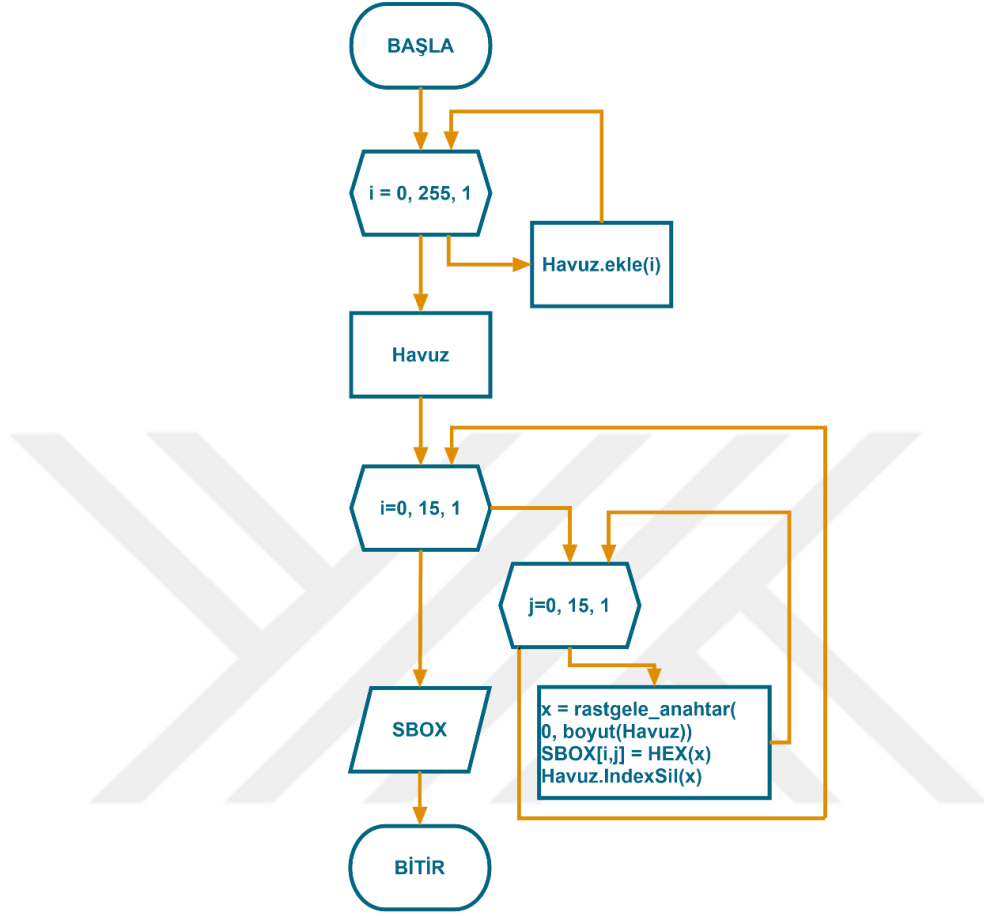 BAŞLA
i = 0, 255, 1
Havuz.ekle(i)
Havuz
i=0, 15, 1
j=0, 15, 1
x = rastgele_anahtar(
0, boyut(Havuz))
SBOX[i,j] = HEX(x)
Havuz.IndexSil(x)
SBOX
BİTİR